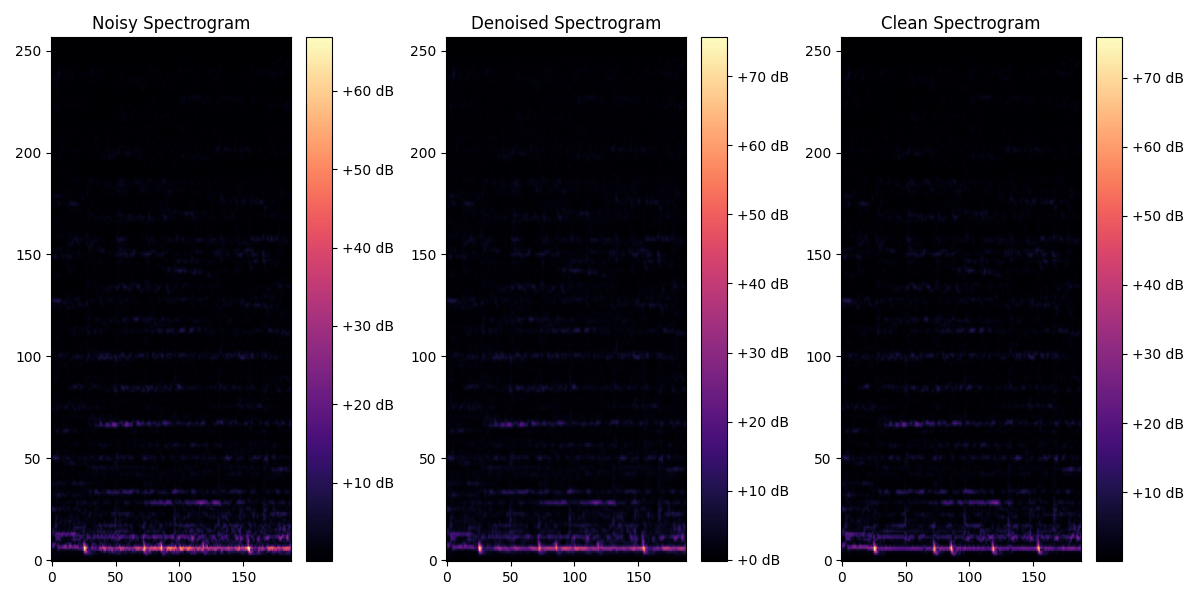 Noisy Spectrogram
250
200
150
100
50
0
0 50 100 150
+60 dB
+50 dB
+40 dB
+30 dB
+20 dB
+10 dB
Denoised Spectrogram
250
200
150
100
50
0
0 50 100 150
+70 dB
+60 dB
+50 dB
+40 dB
+30 dB
+20 dB
+10 dB
+0 dB
Clean Spectrogram
250
200
150
100
50
0
0 50 100 150
+70 dB
+60 dB
+50 dB
+40 dB
+30 dB
+20 dB
+10 dB